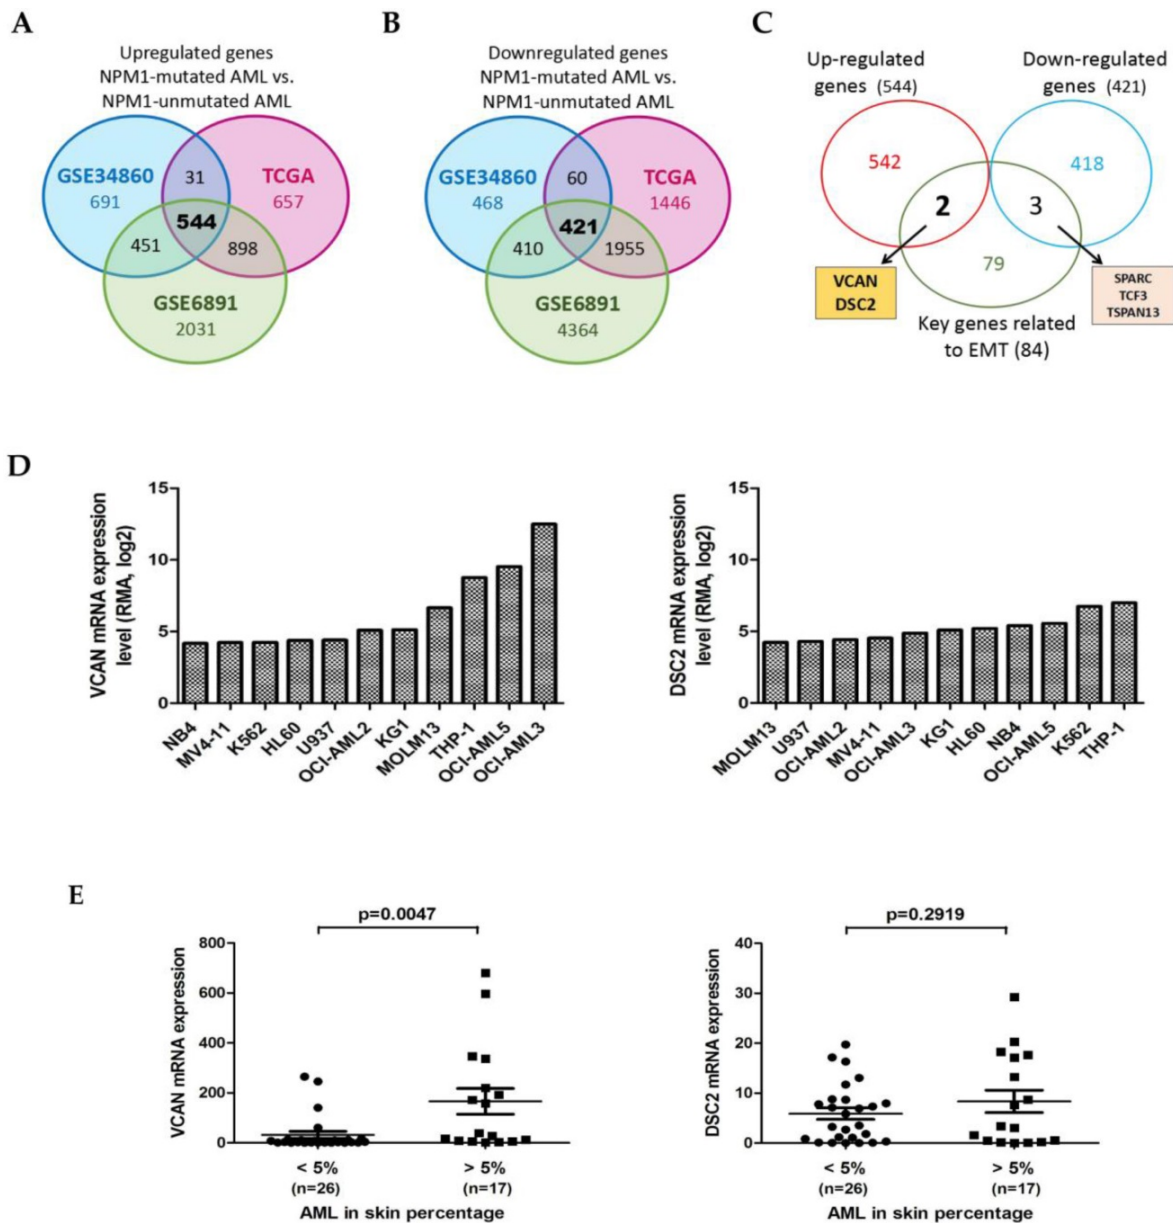 A
Upregulated genes
NPM1-mutated AML vs.
NPM1-unmutated AML
GSE34860
691
31
TCGA
657
544
451
898
GSE6891
2031
B
Downregulated genes
NPM1-mutated AML vs.
NPM1-unmutated AML
GSE34860
468
60
TCGA
1446
421
410
1955
GSE6891
4364
C
Up-regulated
genes (544)
Down-regulated
genes (421)
542
418
2
3
79
VCAN
DSC2
SPARC
TCF3
TSPAN13
Key genes related
to EMT (84)
D
VCAN mRNA expression
level (RMA, log2)
15
10
5
0
NB4
MV4-11
K562
HL60
U937
OCI-AML2
KG1
MOLM13
THP-1
OCI-AML5
OCI-AML3
DSC2 mRNA expression
level (RMA, log2)
15
10
5
0
MOLM13
U937
OCI-AML2
MV4-11
OCI-AML3
KG1
HL60
NB4
OCI-AML5
K562
THP-1
E
p=0.0047
VCAN mRNA expression
800
600
400
200
0
< 5%
(n=26)
> 5%
(n=17)
AML in skin percentage
p=0.2919
DSC2 mRNA expression
40
30
20
10
0
< 5%
(n=26)
> 5%
(n=17)
AML in skin percentage